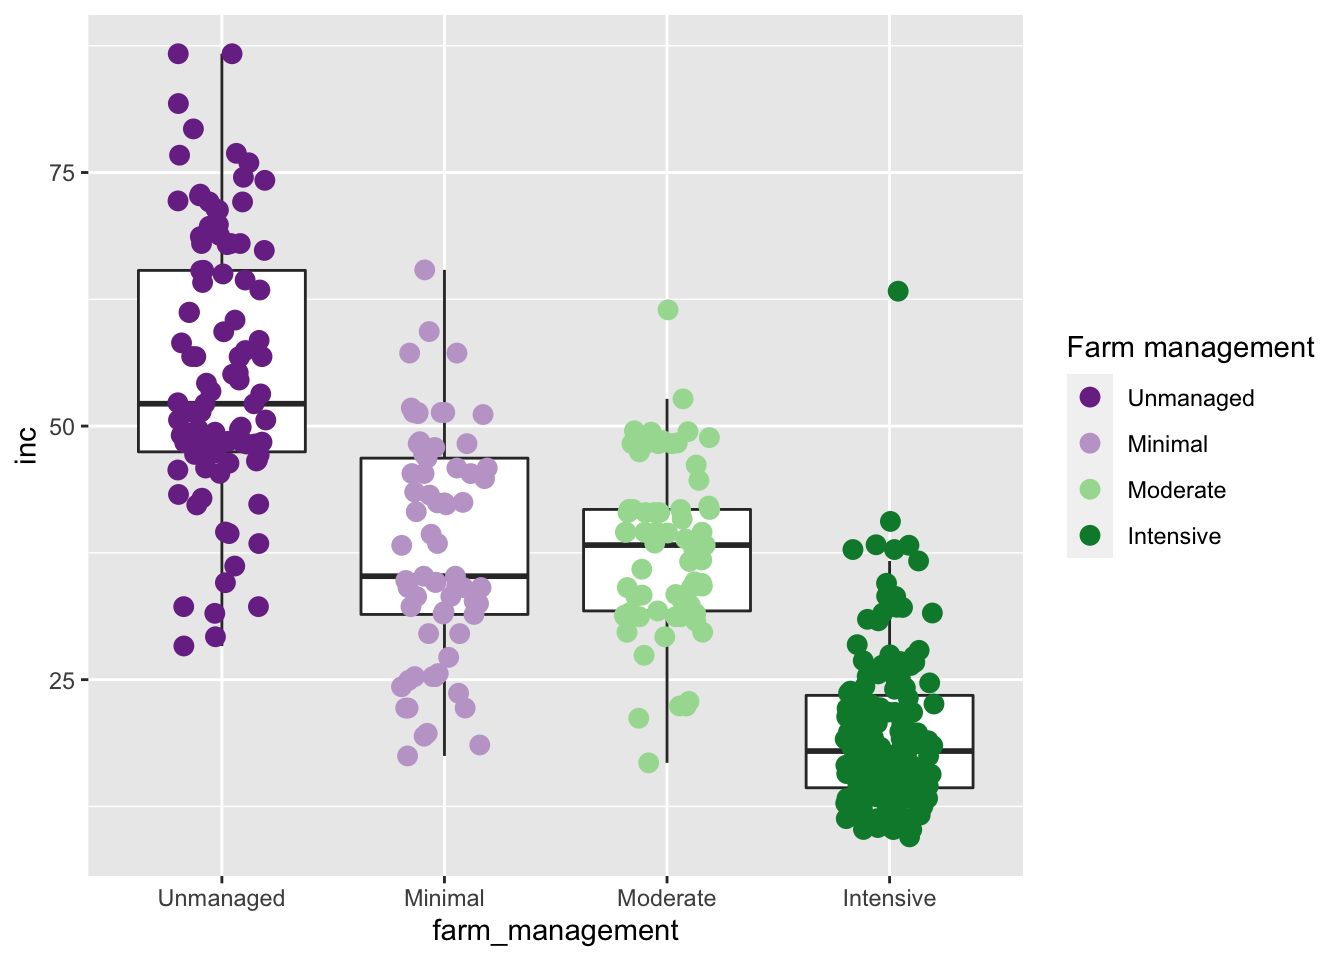 75
50
25
inc
Unmanaged Minimal Moderate Intensive
farm_management
Farm management
Unmanaged
Minimal
Moderate
Intensive